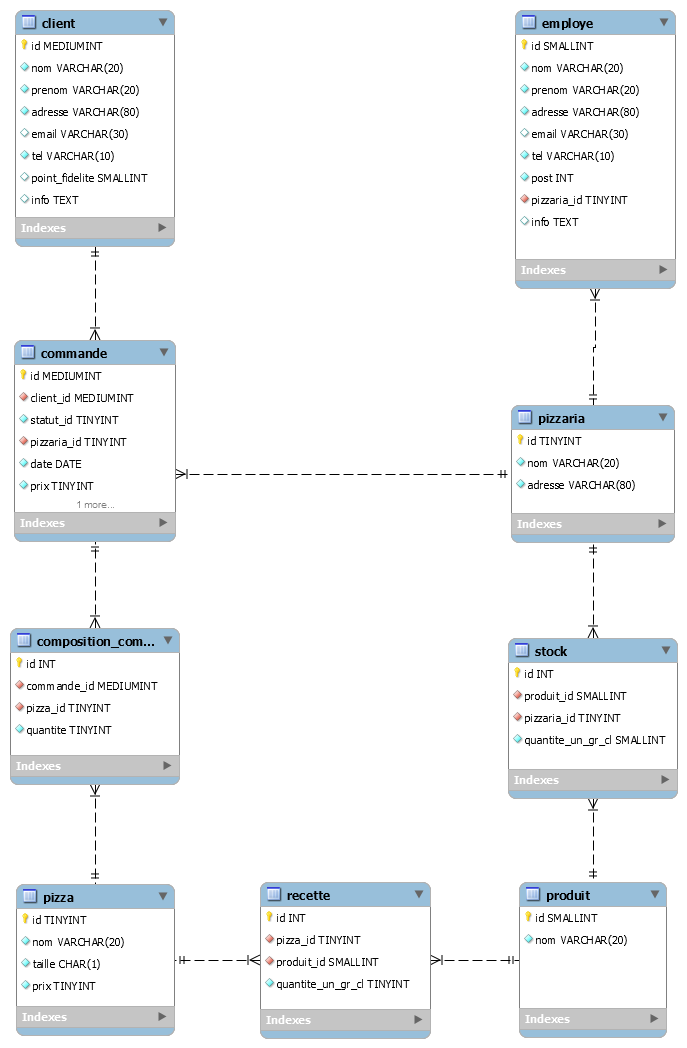 client
id MEDIUMINT
nom VARCHAR(20)
prenom VARCHAR(20)
adresse VARCHAR(80)
email VARCHAR(30)
tel VARCHAR(10)
point_fidelite SMALLINT
info TEXT
Indexes
employe
id SMALLINT
nom VARCHAR(20)
prenom VARCHAR(20)
adresse VARCHAR(80)
email VARCHAR(30)
tel VARCHAR(10)
post INT
pizzaria_id TINYINT
info TEXT
Indexes
commande
id MEDIUMINT
client_id MEDIUMINT
statut_id TINYINT
pizzaria_id TINYINT
date DATE
prix TINYINT
1 more...
Indexes
pizzaria
id TINYINT
nom VARCHAR(20)
adresse VARCHAR(80)
Indexes
composition_com...
id INT
commande_id MEDIUMINT
pizza_id TINYINT
quantite TINYINT
Indexes
stock
id INT
produit_id SMALLINT
pizzaria_id TINYINT
quantite_un_gr_cl SMALLINT
Indexes
pizza
id TINYINT
nom VARCHAR(20)
taille CHAR(1)
prix TINYINT
Indexes
recette
id INT
pizza_id TINYINT
produit_id SMALLINT
quantite_un_gr_cl TINYINT
Indexes
produit
id SMALLINT
nom VARCHAR(20)
Indexes